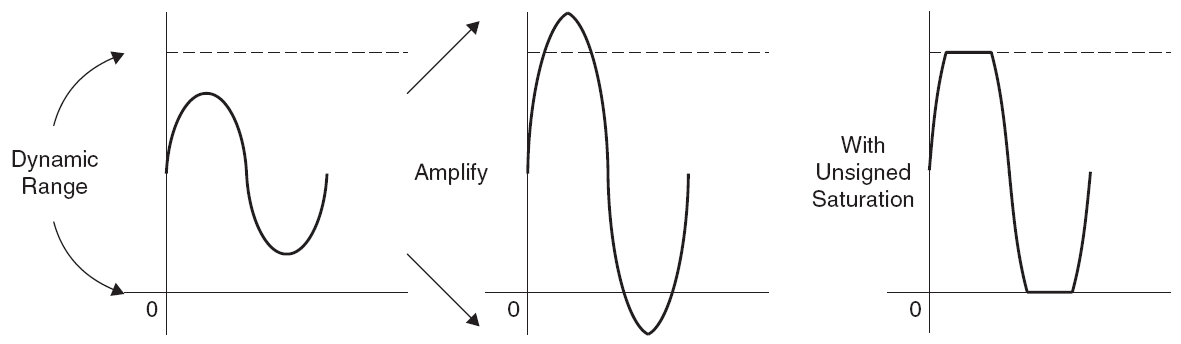 Dynamic
Range
0
Amplify
0
With
Unsigned
Saturation
0